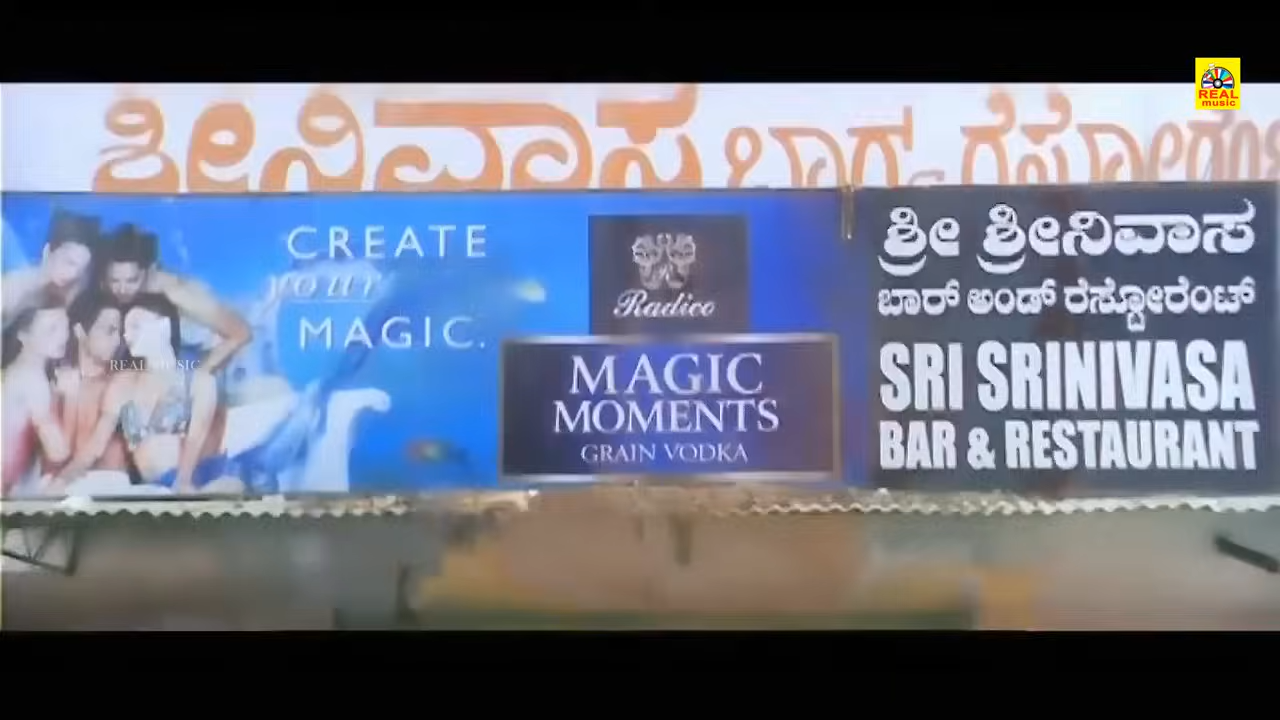 ಶ್ರೀನಿವಾಸ ಬಾರ್
REAL
music
CREATE
your
MAGIC.
REAL MUSIC
Radico
MAGIC
MOMENTS
GRAIN VODKA
ಶ್ರೀ ಶ್ರೀನಿವಾಸ
ಬಾರ್ ಅಂಡ್ ರೆಸ್ಟೋರೆಂಟ್
SRI SRINIVASA
BAR & RESTAURANT